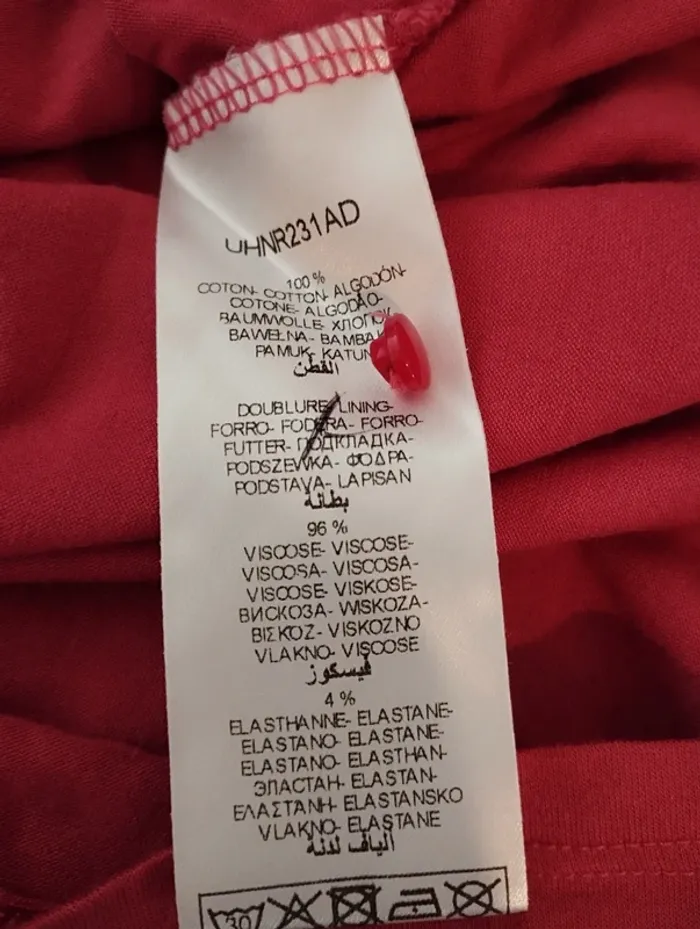 UHNR231AD
100 %
COTON- COTTON- ALGODÓN-
COTONE- ALGODÃO-
BAUMWOLLE- ХЛОПОК
BAWEŁNA-
PAMUK- KATUN
القطن
DOUBLURE- LINING-
FORRO- FODERA- FORRO-
FUTTER- ПОДКЛАДКА-
PODSZEWKA- ΦΟΔΡΑ-
PODSTAVA- LAPISAN
بطانة
96 %
VISCOSE- VISCOSE-
VISCOSA- VISCOSA-
VISCOSE- VISKOSE-
ВИСКОЗА- WISKOZA-
ΒΙΣΚΟΖ- VISKOZNO
VLAKNO- VISCOSE
فيسكوز
4 %
ELASTHANNE- ELASTANE-
ELASTANO- ELASTANE-
ELASTANO- ELASTHAN-
ЭЛАСТАН- ELASTAN-
ΕΛΑΣΤΑΝΗ- ELASTANSKO
VLAKNO- ELASTANE
ألياف لدنة
30